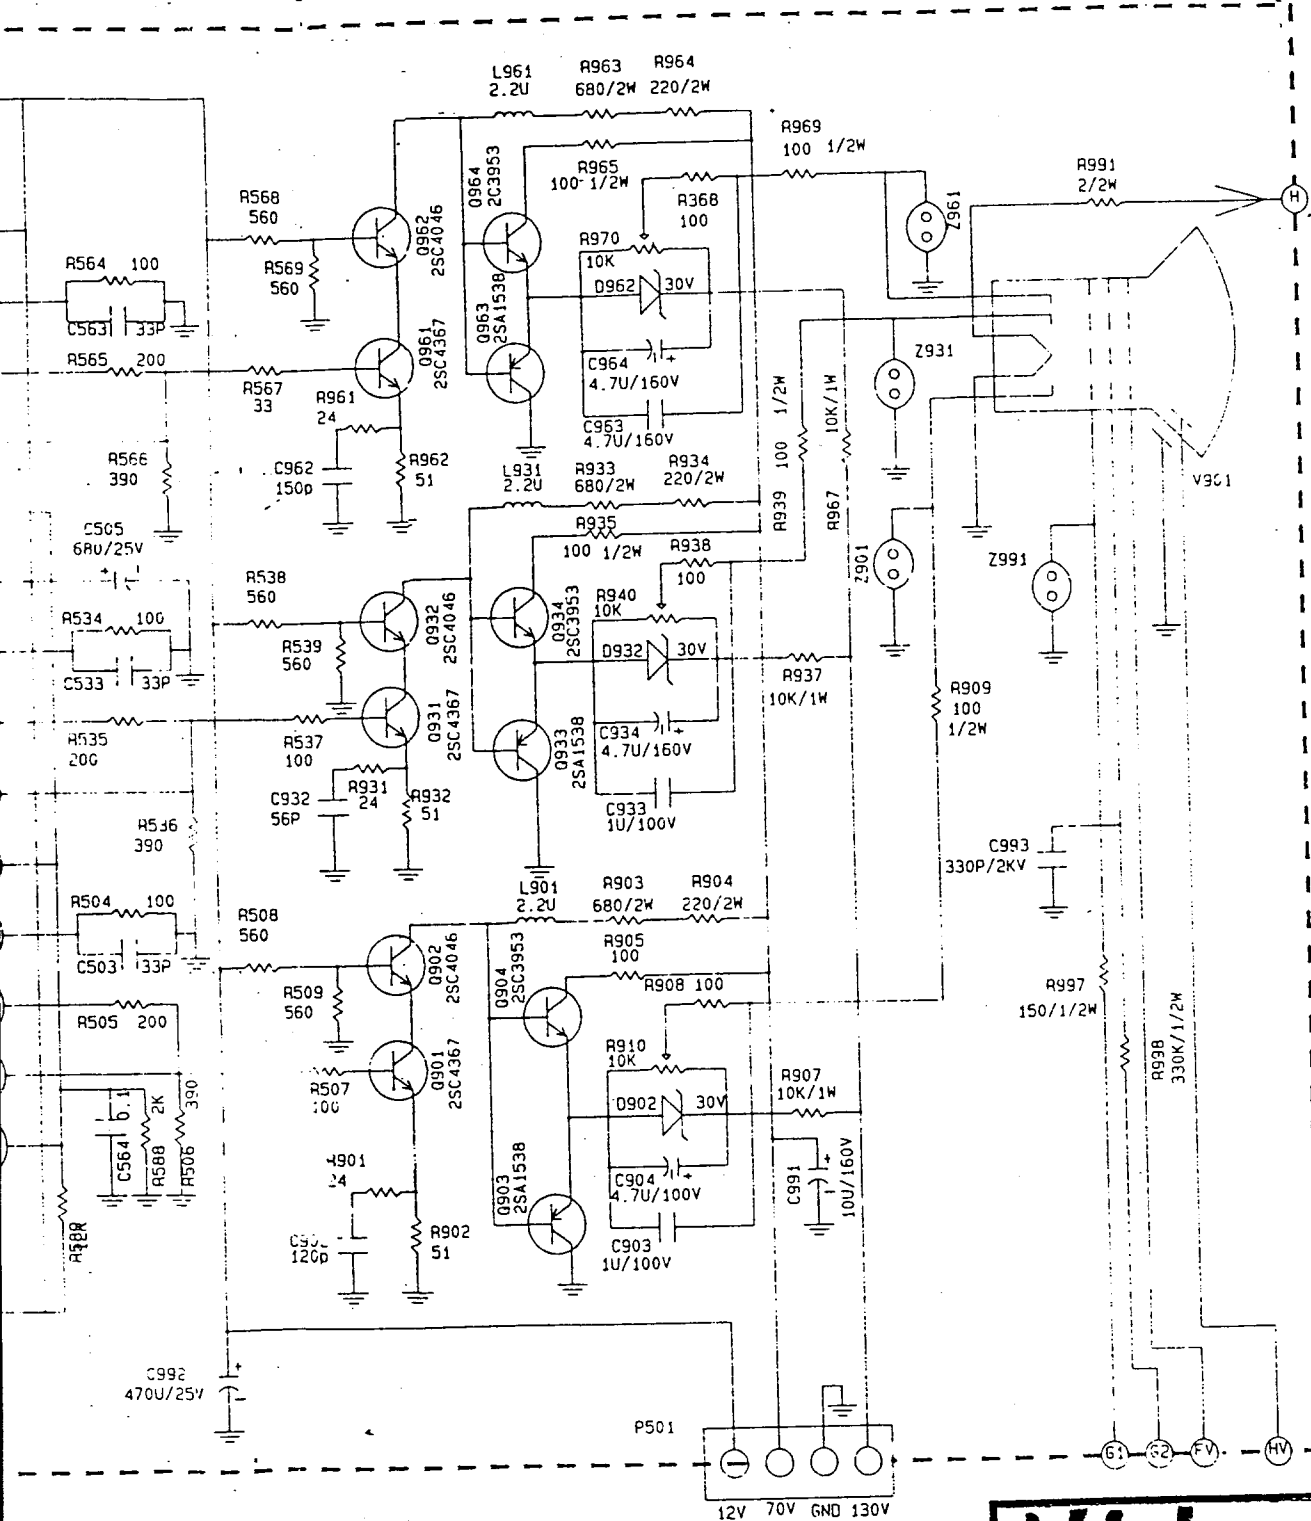 L961
2.2U
R963
680/2W
R964
220/2W
R969
100 1/2W
R965
100 1/2W
R991
2/2W
H
R568
560
R569
560
Q962
2SC4046
Q964
2C3953
R368
100
Z961
R970
10K
D962
30V
R564
100
C563
33P
R565
200
R567
33
Q961
2SC4367
Q963
2SA1538
C964
4.7U/160V
C963
4.7U/160V
Z931
R961
24
C962
150p
R962
51
R566
390
R939
100 1/2W
R967
10K/1W
V901
L931
2.2U
R933
680/2W
R934
220/2W
R935
100 1/2W
R938
100
C505
680/25V
R538
560
R539
560
Q932
2SC4046
Q934
2SC3953
R940
10K
D932
30V
Z901
Z991
R534
100
C533
33P
R535
200
R537
100
Q931
2SC4367
Q933
2SA1538
C934
4.7U/160V
C933
1U/100V
R937
10K/1W
R909
100
1/2W
C932
56P
R931
24
R932
51
R536
390
C993
330P/2KV
L901
2.2U
R903
680/2W
R904
220/2W
R905
100
R908 100
R504
100
C503
33P
R505 200
R508
560
R509
560
Q902
2SC4046
Q904
2SC3953
R997
150/1/2W
R998
330K/1/2W
R507
100
Q901
2SC4367
R910
10K
D902
30V
R907
10K/1W
C564
0.1
R588
2K
R506
390
Q903
2SA1538
C904
4.7U/100V
C903
1U/100V
C991
10U/160V
24
120p
R902
51
C992
470U/25V
P501
12V
70V
GND
130V
G1
G2
FV
HV